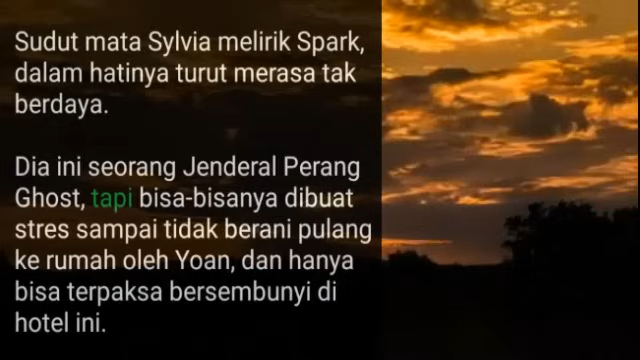 Sudut mata Sylvia melirik Spark,
dalam hatinya turut merasa tak
berdaya.
Dia ini seorang Jenderal Perang
Ghost, tapi bisa-bisanya dibuat
stres sampai tidak berani pulang
ke rumah oleh Yoan, dan hanya
bisa terpaksa bersembunyi di
hotel ini.